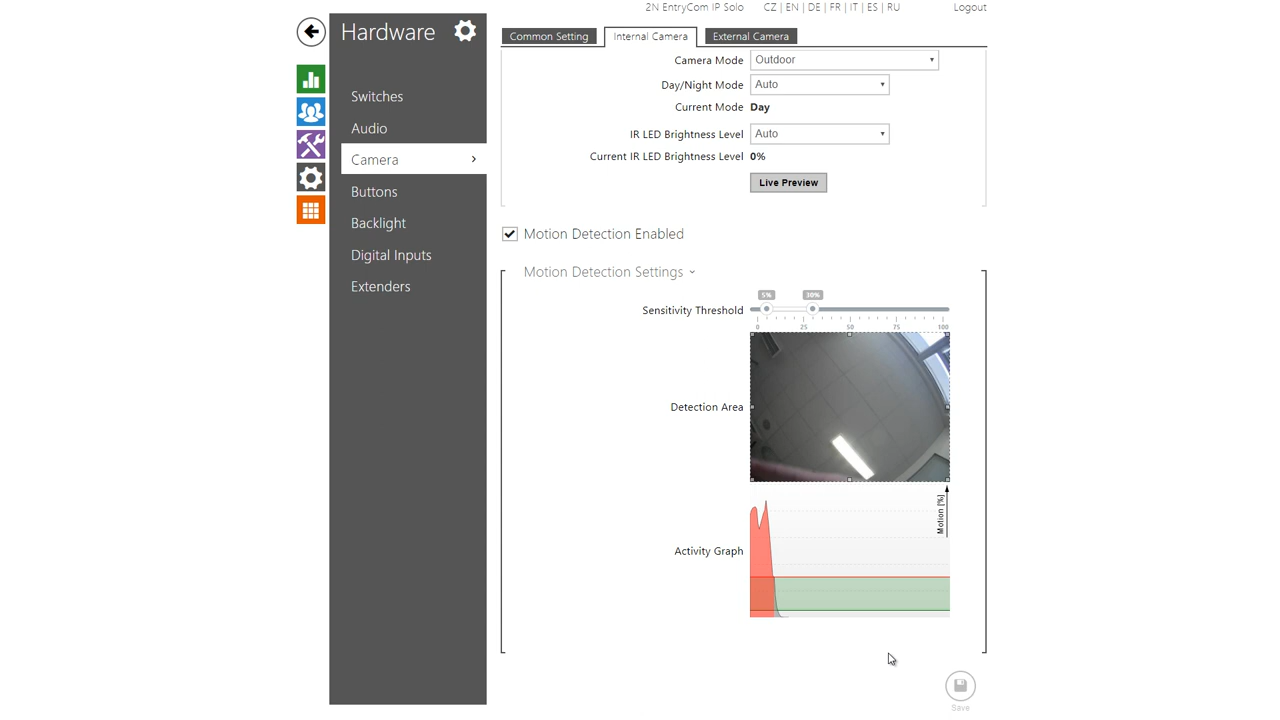 2N EntryCom IP Solo CZ | EN | DE | FR | IT | ES | RU Logout
Hardware
Switches
Audio
Camera
Buttons
Backlight
Digital Inputs
Extenders
Common Setting Internal Camera External Camera
Camera Mode Outdoor
Day/Night Mode Auto
Current Mode Day
IR LED Brightness Level Auto
Current IR LED Brightness Level 0%
Live Preview
Motion Detection Enabled
Motion Detection Settings
5% 30%
Sensitivity Threshold
0 25 50 75 100
Detection Area
Motion [%]
Activity Graph
Save